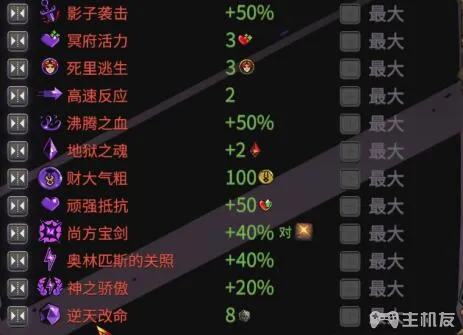 影子袭击 +50% 最大
冥府活力 3 最大
死里逃生 3 最大
高速反应 2 最大
沸腾之血 +50% 最大
地狱之魂 +2 最大
财大气粗 100 最大
顽强抵抗 +50 最大
尚方宝剑 +40% 对 最大
奥林匹斯的关照 +40% 最大
神之骄傲 +20% 最大
逆天改命 8
主机友